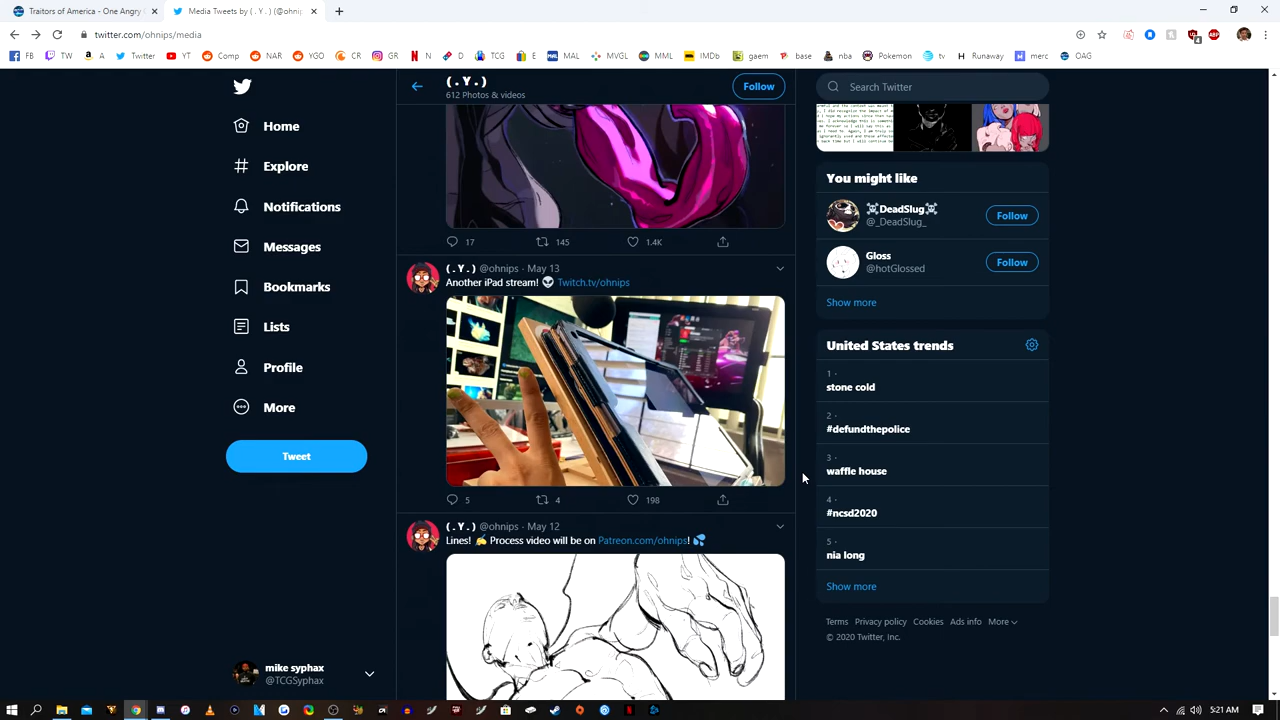 Traitors of America - One Angry
Media Tweets by ( . Y . ) (@ohnip
twitter.com/ohnips/media
FB
TW
A
Twitter
YT
Comp
NAR
YGO
CR
GR
N
D
TCG
E
MAL
MVGL
MML
IMDb
gaem
base
nba
Pokemon
tv
Runaway
merc
OAG
Home
Explore
Notifications
Messages
Bookmarks
Lists
Profile
More
Tweet
mike syphax
@TCGSyphax
( . Y . )
612 Photos & videos
Follow
17 145 1.4K
( . Y . ) @ohnips · May 13
Another iPad stream! 👽 Twitch.tv/ohnips
5 4 198
( . Y . ) @ohnips · May 12
Lines! ✍ Process video will be on Patreon.com/ohnips! 💦
Search Twitter
You might like
☠DeadSlug☠
@_DeadSlug_
Follow
Gloss
@hotGlossed
Follow
Show more
United States trends
1 ·
stone cold
2 ·
#defundthepolice
3 ·
waffle house
4 ·
#ncsd2020
5 ·
nia long
Show more
Terms Privacy policy Cookies Ads info More
© 2020 Twitter, Inc.
5:21 AM